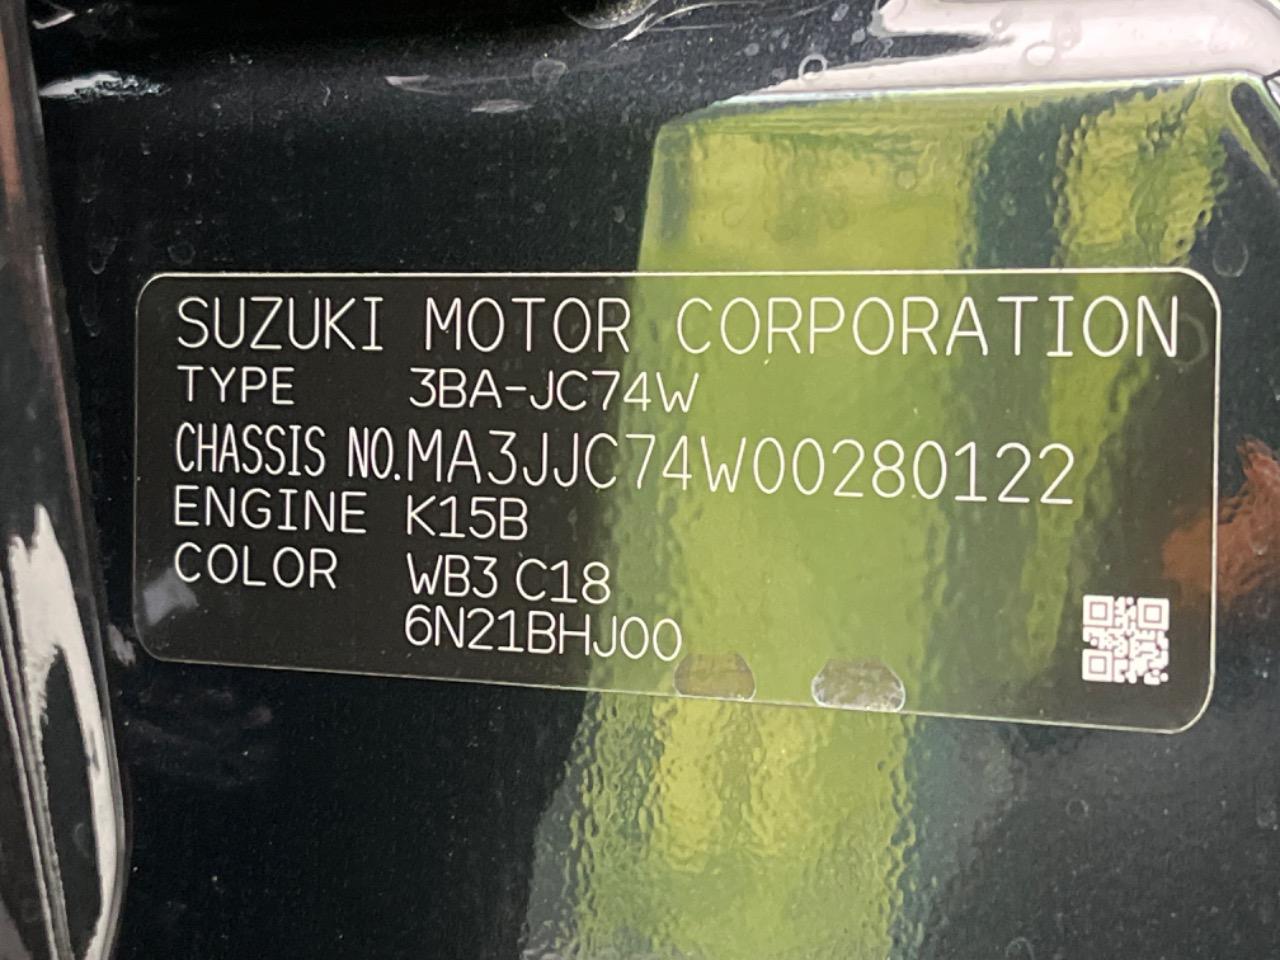 SUZUKI MOTOR CORPORATION
TYPE 3BA-JC74W
CHASSIS NO.MA3JJC74W00280122
ENGINE K15B
COLOR WB3 C18
6N21BHJ00